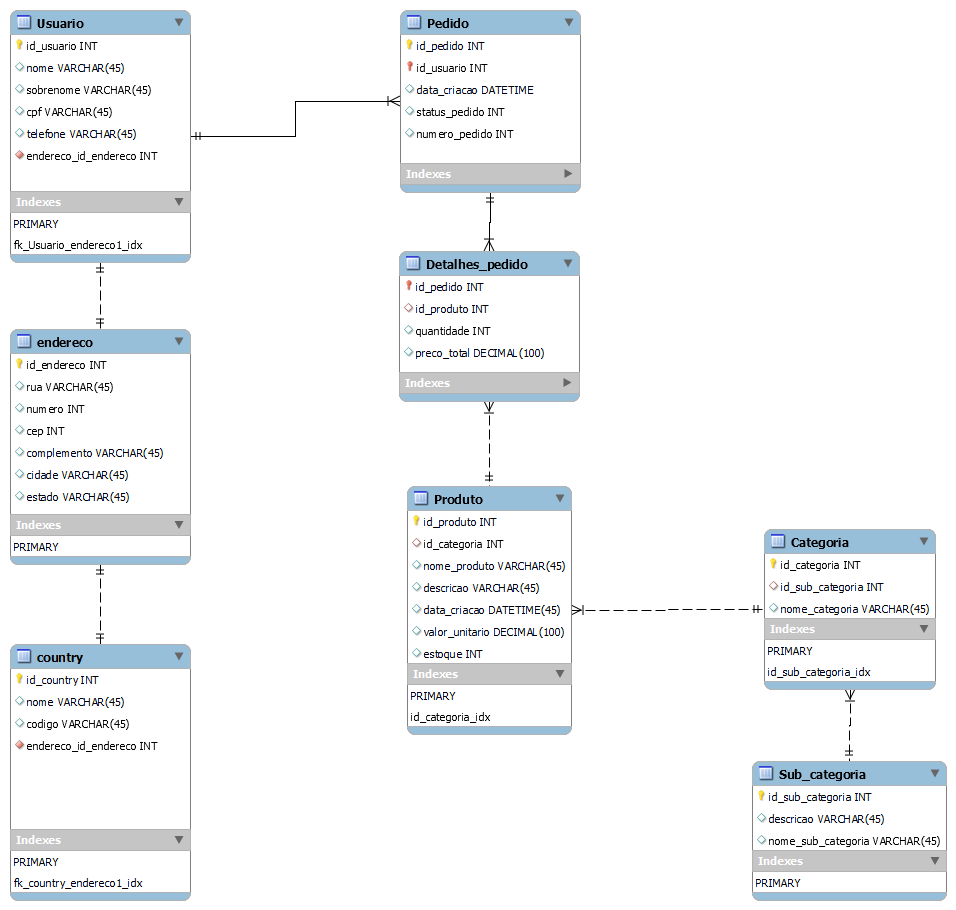 Usuario
id_usuario INT
nome VARCHAR(45)
sobrenome VARCHAR(45)
cpf VARCHAR(45)
telefone VARCHAR(45)
endereco_id_endereco INT
Indexes
PRIMARY
fk_Usuario_endereco1_idx
endereco
id_endereco INT
rua VARCHAR(45)
numero INT
cep INT
complemento VARCHAR(45)
cidade VARCHAR(45)
estado VARCHAR(45)
Indexes
PRIMARY
country
id_country INT
nome VARCHAR(45)
codigo VARCHAR(45)
endereco_id_endereco INT
Indexes
PRIMARY
fk_country_endereco1_idx
Pedido
id_pedido INT
id_usuario INT
data_criacao DATETIME
status_pedido INT
numero_pedido INT
Indexes
Detalhes_pedido
id_pedido INT
id_produto INT
quantidade INT
preco_total DECIMAL(100)
Indexes
Produto
id_produto INT
id_categoria INT
nome_produto VARCHAR(45)
descricao VARCHAR(45)
data_criacao DATETIME(45)
valor_unitario DECIMAL(100)
estoque INT
Indexes
PRIMARY
id_categoria_idx
Categoria
id_categoria INT
id_sub_categoria INT
nome_categoria VARCHAR(45)
Indexes
PRIMARY
id_sub_categoria_idx
Sub_categoria
id_sub_categoria INT
descricao VARCHAR(45)
nome_sub_categoria VARCHAR(45)
Indexes
PRIMARY